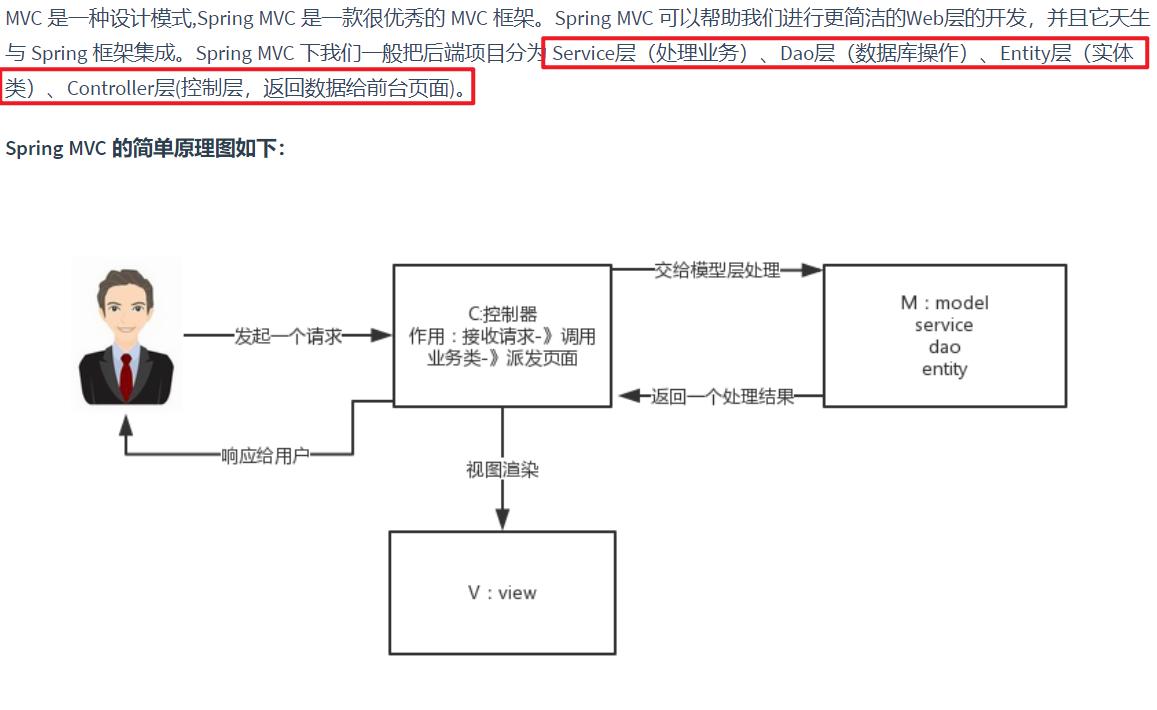 MVC 是一种设计模式,Spring MVC 是一款很优秀的 MVC 框架。Spring MVC 可以帮助我们进行更简洁的Web层的开发，并且它天生
与 Spring 框架集成。Spring MVC 下我们一般把后端项目分为 Service层（处理业务）、Dao层（数据库操作）、Entity层（实体
类）、Controller层(控制层，返回数据给前台页面)。
Spring MVC 的简单原理图如下：
发起一个请求
C:控制器
作用：接收请求-》调用
业务类-》派发页面
交给模型层处理
M：model
service
dao
entity
返回一个处理结果
响应给用户
视图渲染
V：view